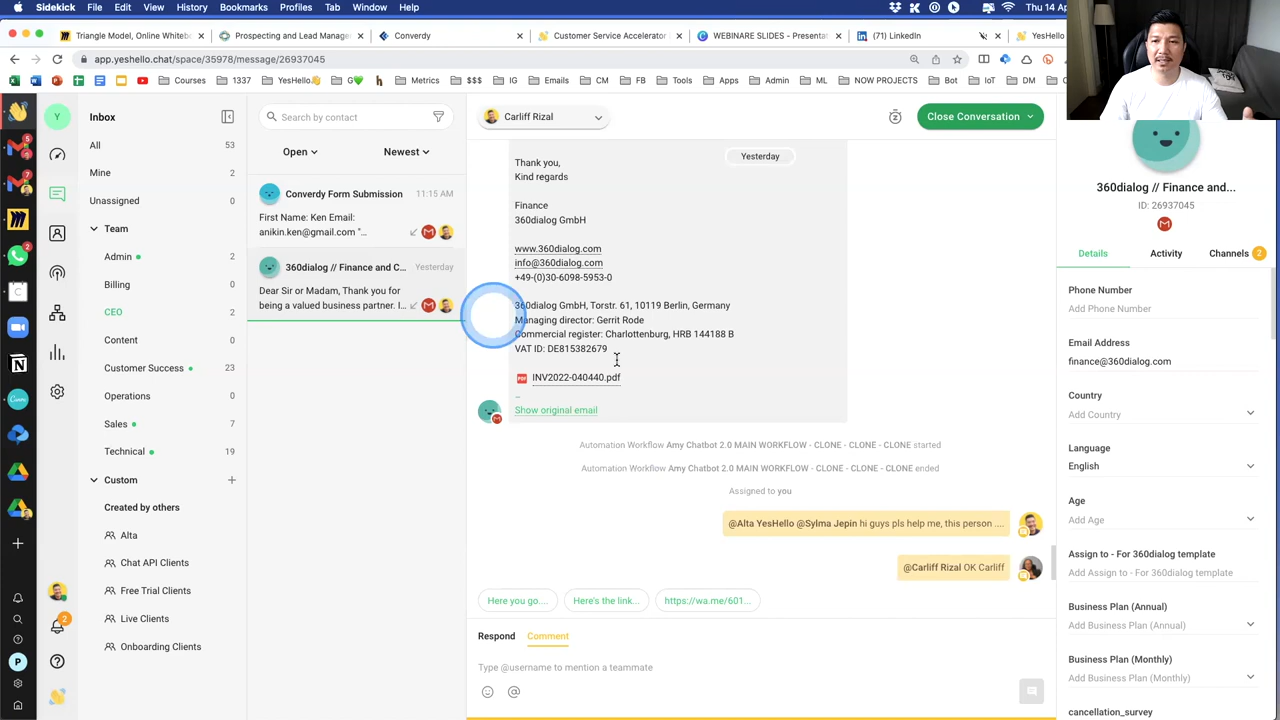 Chrome
File
Edit
View
History
Bookmarks
Profiles
Tab
Window
Help
Triangle Model, Online Whitebo
Prospecting and Lead Manager
Converdy
Customer Service Accelerator
WEBINARE SLIDES - Presentat
(21) LinkedIn
YesHello
app.yeshello.chat/space/35978/message/26937045
Courses
1337
YesHello
G
Metrics
$$$
IG
Emails
CM
FB
Tools
Apps
Admin
ML
NOW PROJECTS
Bot
IoT
DM
5
7
2
P
Y
2
Inbox
All 53
Mine 2
Unassigned 0
Team
Admin 2
Billing 0
CEO 2
Content 0
Customer Success 23
Operations 0
Sales 7
Technical 19
Custom +
Created by others
Alta
Chat API Clients
Free Trial Clients
Live Clients
Onboarding Clients
Search by contact
Open
Newest
Converdy Form Submission 11:15 AM
First Name: Ken Email:
anikin.ken@gmail.com "...
360dialog // Finance and C... Yesterday
Dear Sir or Madam, Thank you for
being a valued business partner. I...
Carliff Rizal
Close Conversation
Yesterday
Thank you,
Kind regards
Finance
360dialog GmbH
www.360dialog.com
info@360dialog.com
+49-(0)30-6098-5953-0
360dialog GmbH, Torstr. 61, 10119 Berlin, Germany
Managing director: Gerrit Rode
Commercial register: Charlottenburg, HRB 144188 B
VAT ID: DE815382679
PDF INV2022-040440.pdf
Show original email
Automation Workflow Amy Chatbot 2.0 MAIN WORKFLOW - CLONE - CLONE - CLONE started
Automation Workflow Amy Chatbot 2.0 MAIN WORKFLOW - CLONE - CLONE - CLONE ended
Assigned to you
@Alta YesHello @Sylma Jepin hi guys pls help me, this person ....
@Carliff Rizal OK Carliff
Here you go....
Here's the link...
https://wa.me/601...
Respond
Comment
Type @username to mention a teammate
360dialog // Finance and...
ID: 26937045
Details
Activity
Channels 2
Phone Number
Add Phone Number
Email Address
finance@360dialog.com
Country
Add Country
Language
English
Age
Add Age
Assign to - For 360dialog template
Add Assign to - For 360dialog template
Business Plan (Annual)
Add Business Plan (Annual)
Business Plan (Monthly)
Add Business Plan (Monthly)
cancellation_survey